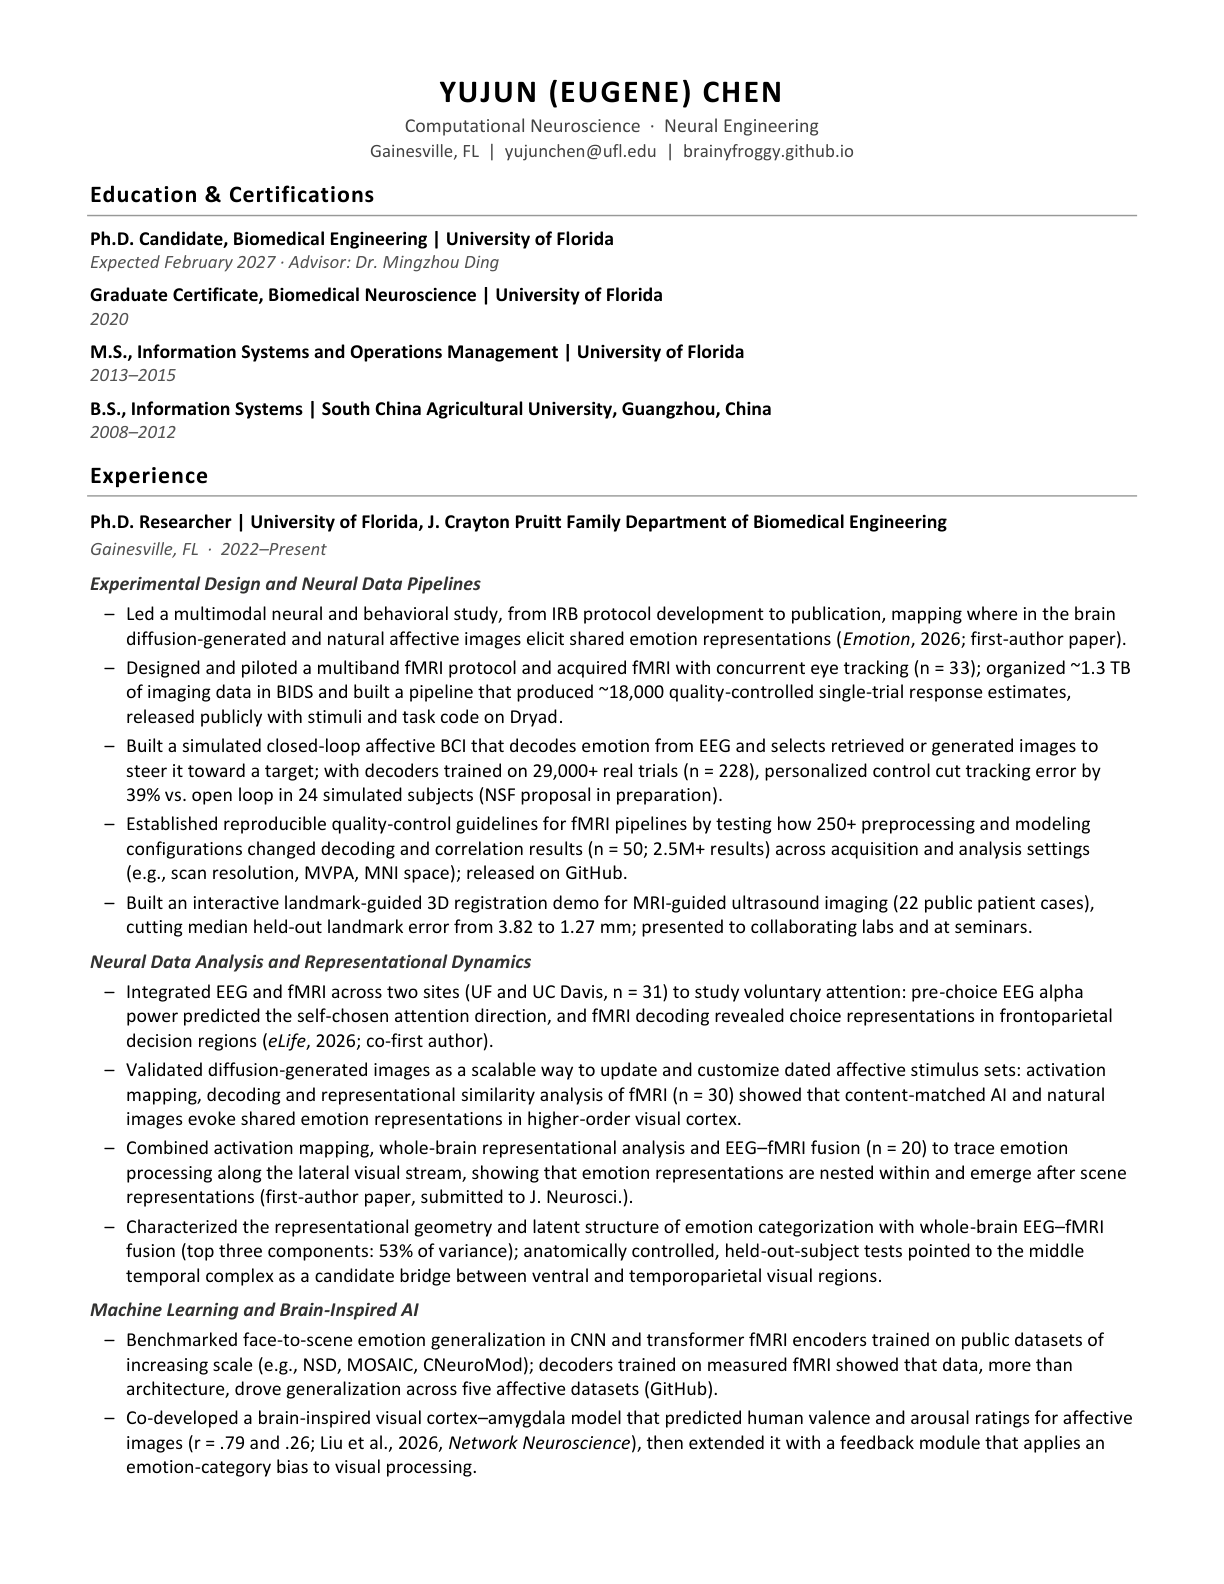 YUJUN (EUGENE) CHEN
Computational Neuroscience · Neural Engineering
Gainesville, FL | yujunchen@ufl.edu | brainyfroggy.github.io
Education & Certifications
Ph.D. Candidate, Biomedical Engineering | University of Florida
Expected February 2027 · Advisor: Dr. Mingzhou Ding
Graduate Certificate, Biomedical Neuroscience | University of Florida
2020
M.S., Information Systems and Operations Management | University of Florida
2013–2015
B.S., Information Systems | South China Agricultural University, Guangzhou, China
2008–2012
Experience
Ph.D. Researcher | University of Florida, J. Crayton Pruitt Family Department of Biomedical Engineering
Gainesville, FL · 2022–Present
Experimental Design and Neural Data Pipelines
– Led a multimodal neural and behavioral study, from IRB protocol development to publication, mapping where in the brain
diffusion-generated and natural affective images elicit shared emotion representations (Emotion, 2026; first-author paper).
– Designed and piloted a multiband fMRI protocol and acquired fMRI with concurrent eye tracking (n = 33); organized ~1.3 TB
of imaging data in BIDS and built a pipeline that produced ~18,000 quality-controlled single-trial response estimates,
released publicly with stimuli and task code on Dryad.
– Built a simulated closed-loop affective BCI that decodes emotion from EEG and selects retrieved or generated images to
steer it toward a target; with decoders trained on 29,000+ real trials (n = 228), personalized control cut tracking error by
39% vs. open loop in 24 simulated subjects (NSF proposal in preparation).
– Established reproducible quality-control guidelines for fMRI pipelines by testing how 250+ preprocessing and modeling
configurations changed decoding and correlation results (n = 50; 2.5M+ results) across acquisition and analysis settings
(e.g., scan resolution, MVPA, MNI space); released on GitHub.
– Built an interactive landmark-guided 3D registration demo for MRI-guided ultrasound imaging (22 public patient cases),
cutting median held-out landmark error from 3.82 to 1.27 mm; presented to collaborating labs and at seminars.
Neural Data Analysis and Representational Dynamics
– Integrated EEG and fMRI across two sites (UF and UC Davis, n = 31) to study voluntary attention: pre-choice EEG alpha
power predicted the self-chosen attention direction, and fMRI decoding revealed choice representations in frontoparietal
decision regions (eLife, 2026; co-first author).
– Validated diffusion-generated images as a scalable way to update and customize dated affective stimulus sets: activation
mapping, decoding and representational similarity analysis of fMRI (n = 30) showed that content-matched AI and natural
images evoke shared emotion representations in higher-order visual cortex.
– Combined activation mapping, whole-brain representational analysis and EEG–fMRI fusion (n = 20) to trace emotion
processing along the lateral visual stream, showing that emotion representations are nested within and emerge after scene
representations (first-author paper, submitted to J. Neurosci.).
– Characterized the representational geometry and latent structure of emotion categorization with whole-brain EEG–fMRI
fusion (top three components: 53% of variance); anatomically controlled, held-out-subject tests pointed to the middle
temporal complex as a candidate bridge between ventral and temporoparietal visual regions.
Machine Learning and Brain-Inspired AI
– Benchmarked face-to-scene emotion generalization in CNN and transformer fMRI encoders trained on public datasets of
increasing scale (e.g., NSD, MOSAIC, CNeuroMod); decoders trained on measured fMRI showed that data, more than
architecture, drove generalization across five affective datasets (GitHub).
– Co-developed a brain-inspired visual cortex–amygdala model that predicted human valence and arousal ratings for affective
images (r = .79 and .26; Liu et al., 2026, Network Neuroscience), then extended it with a feedback module that applies an
emotion-category bias to visual processing.